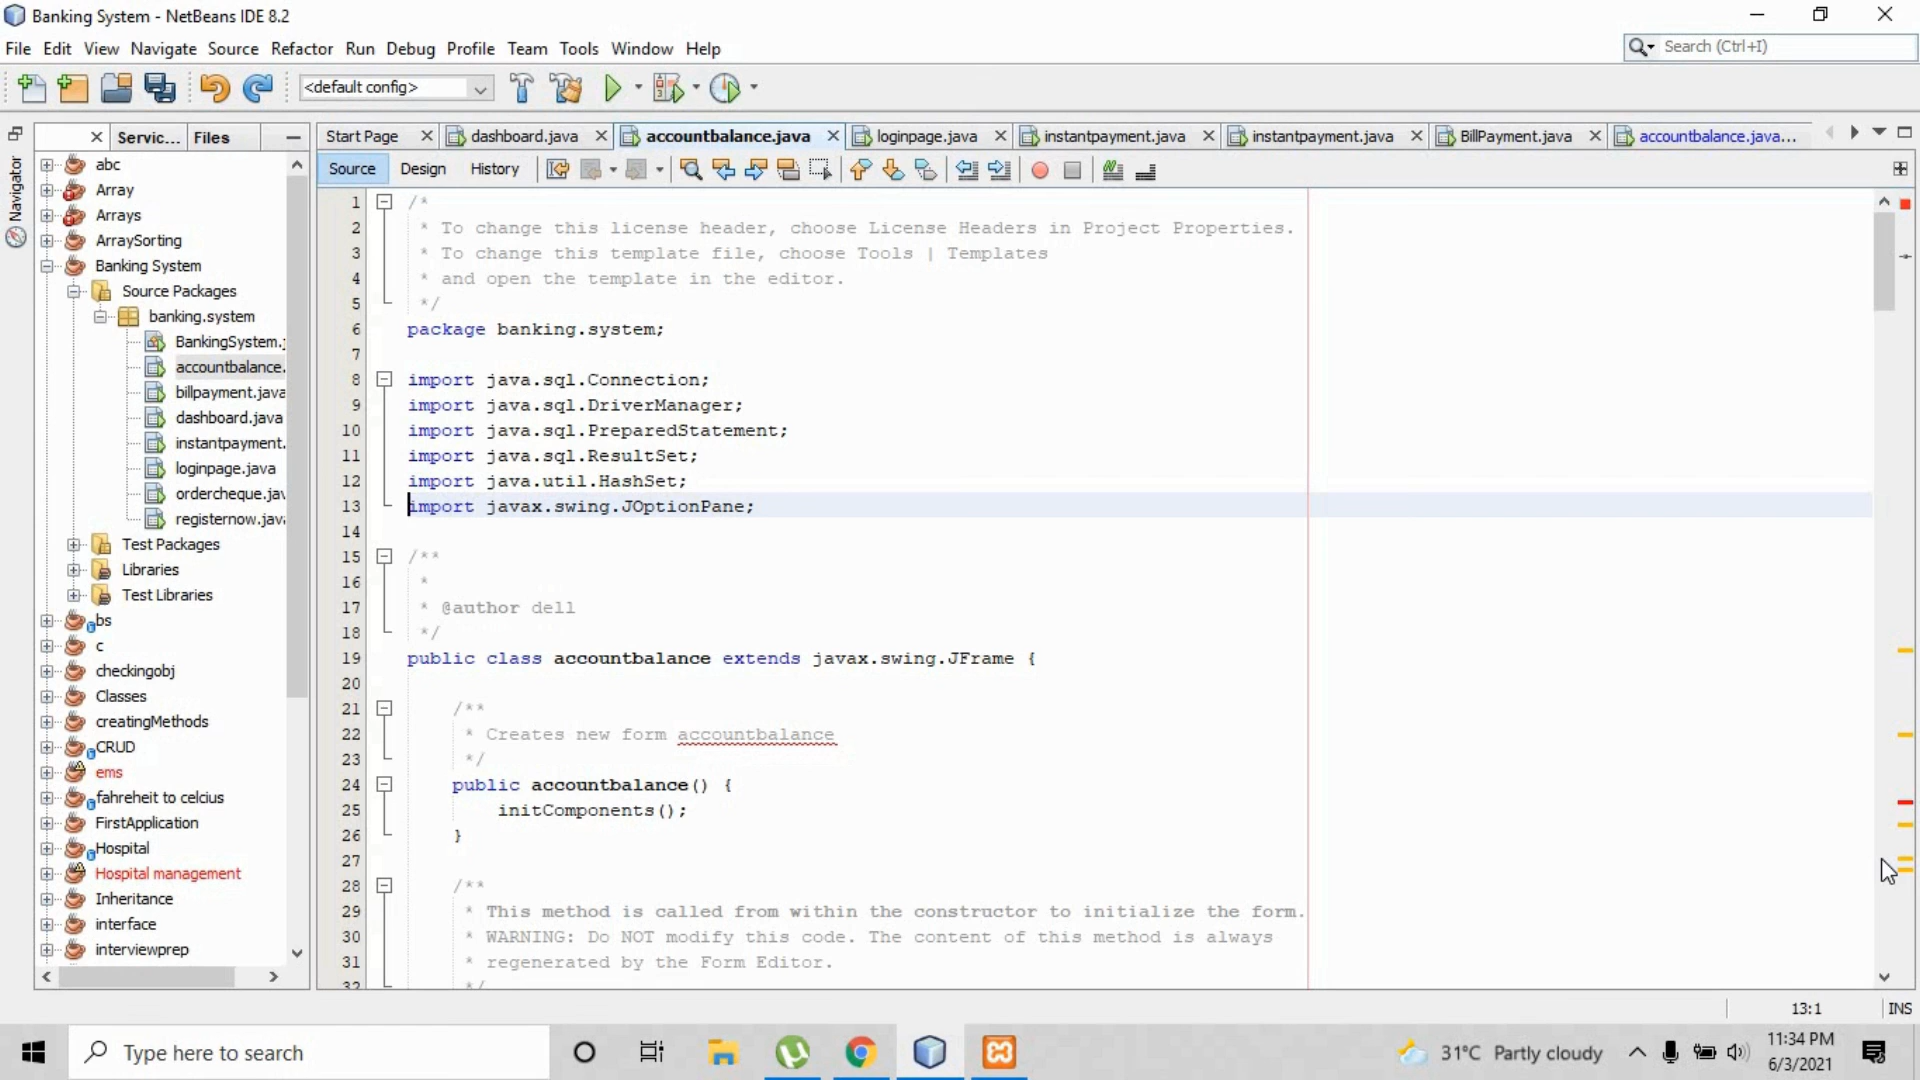 Banking System - NetBeans IDE 8.2
File Edit View Navigate Source Refactor Run Debug Profile Team Tools Window Help
Search (Ctrl+I)
<default config>
Servic... Files
Start Page dashboard.java accountbalance.java loginpage.java instantpayment.java instantpayment.java BillPayment.java accountbalance.java...
Source Design History
Navigator
abc
Array
Arrays
ArraySorting
Banking System
Source Packages
banking.system
BankingSystem.j
accountbalance.
billpayment.java
dashboard.java
instantpayment.
loginpage.java
ordercheque.jav
registernow.java
Test Packages
Libraries
Test Libraries
bs
c
checkingobj
Classes
creatingMethods
CRUD
ems
fahreheit to celcius
FirstApplication
Hospital
Hospital management
Inheritance
interface
interviewprep
1 /*
2 * To change this license header, choose License Headers in Project Properties.
3 * To change this template file, choose Tools | Templates
4 * and open the template in the editor.
5 */
6 package banking.system;
7
8 import java.sql.Connection;
9 import java.sql.DriverManager;
10 import java.sql.PreparedStatement;
11 import java.sql.ResultSet;
12 import java.util.HashSet;
13 import javax.swing.JOptionPane;
14
15 /**
16 *
17 * @author dell
18 */
19 public class accountbalance extends javax.swing.JFrame {
20
21 /**
22 * Creates new form accountbalance
23 */
24 public accountbalance() {
25 initComponents();
26 }
27
28 /**
29 * This method is called from within the constructor to initialize the form.
30 * WARNING: Do NOT modify this code. The content of this method is always
31 * regenerated by the Form Editor.
32 */
13:1 INS
Type here to search
31°C Partly cloudy
11:34 PM
6/3/2021